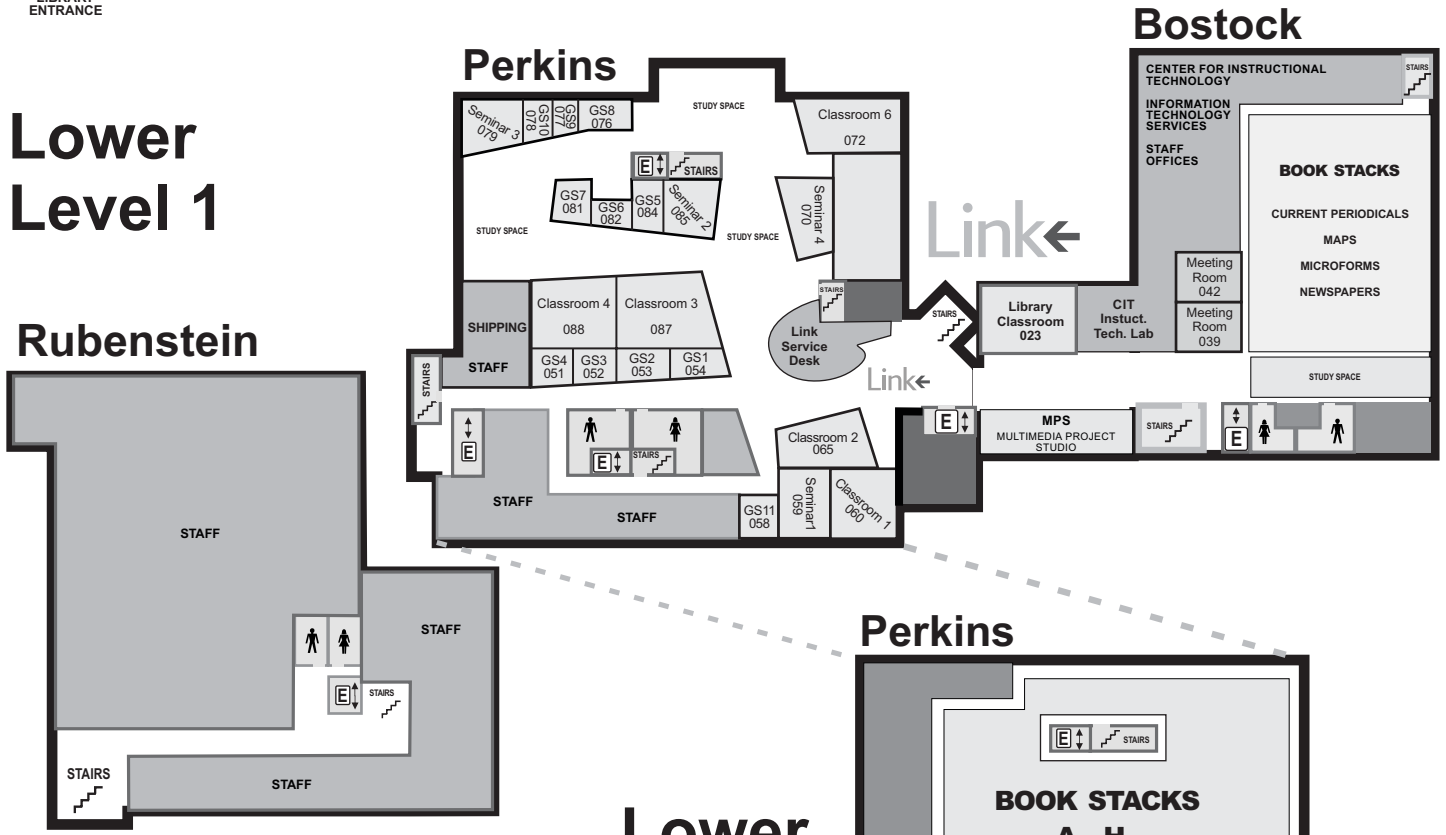 ENTRANCE
Lower
Level 1
Perkins
Seminar 3
079
GS10
078
GS9
077
GS8
076
STUDY SPACE
Classroom 6
072
E
STAIRS
GS7
081
GS6
082
GS5
084
Seminar 2
085
Seminar 4
070
STUDY SPACE
STUDY SPACE
SHIPPING
STAFF
Classroom 4
088
Classroom 3
087
GS4
051
GS3
052
GS2
053
GS1
054
STAIRS
STAIRS
Link
Service
Desk
Link
E
E
STAIRS
STAFF
STAFF
Classroom 2
065
GS11
058
Seminar1
059
Classroom 1
060
Link
STAIRS
E
Bostock
CENTER FOR INSTRUCTIONAL
TECHNOLOGY
INFORMATION
TECHNOLOGY
SERVICES
STAFF
OFFICES
STAIRS
BOOK STACKS
CURRENT PERIODICALS
MAPS
MICROFORMS
NEWSPAPERS
Meeting
Room
042
Meeting
Room
039
Library
Classroom
023
CIT
Instuct.
Tech. Lab
STUDY SPACE
MPS
MULTIMEDIA PROJECT
STUDIO
STAIRS
E
Rubenstein
STAFF
STAFF
E
STAIRS
STAIRS
STAFF
Perkins
E
STAIRS
BOOK STACKS
Lower